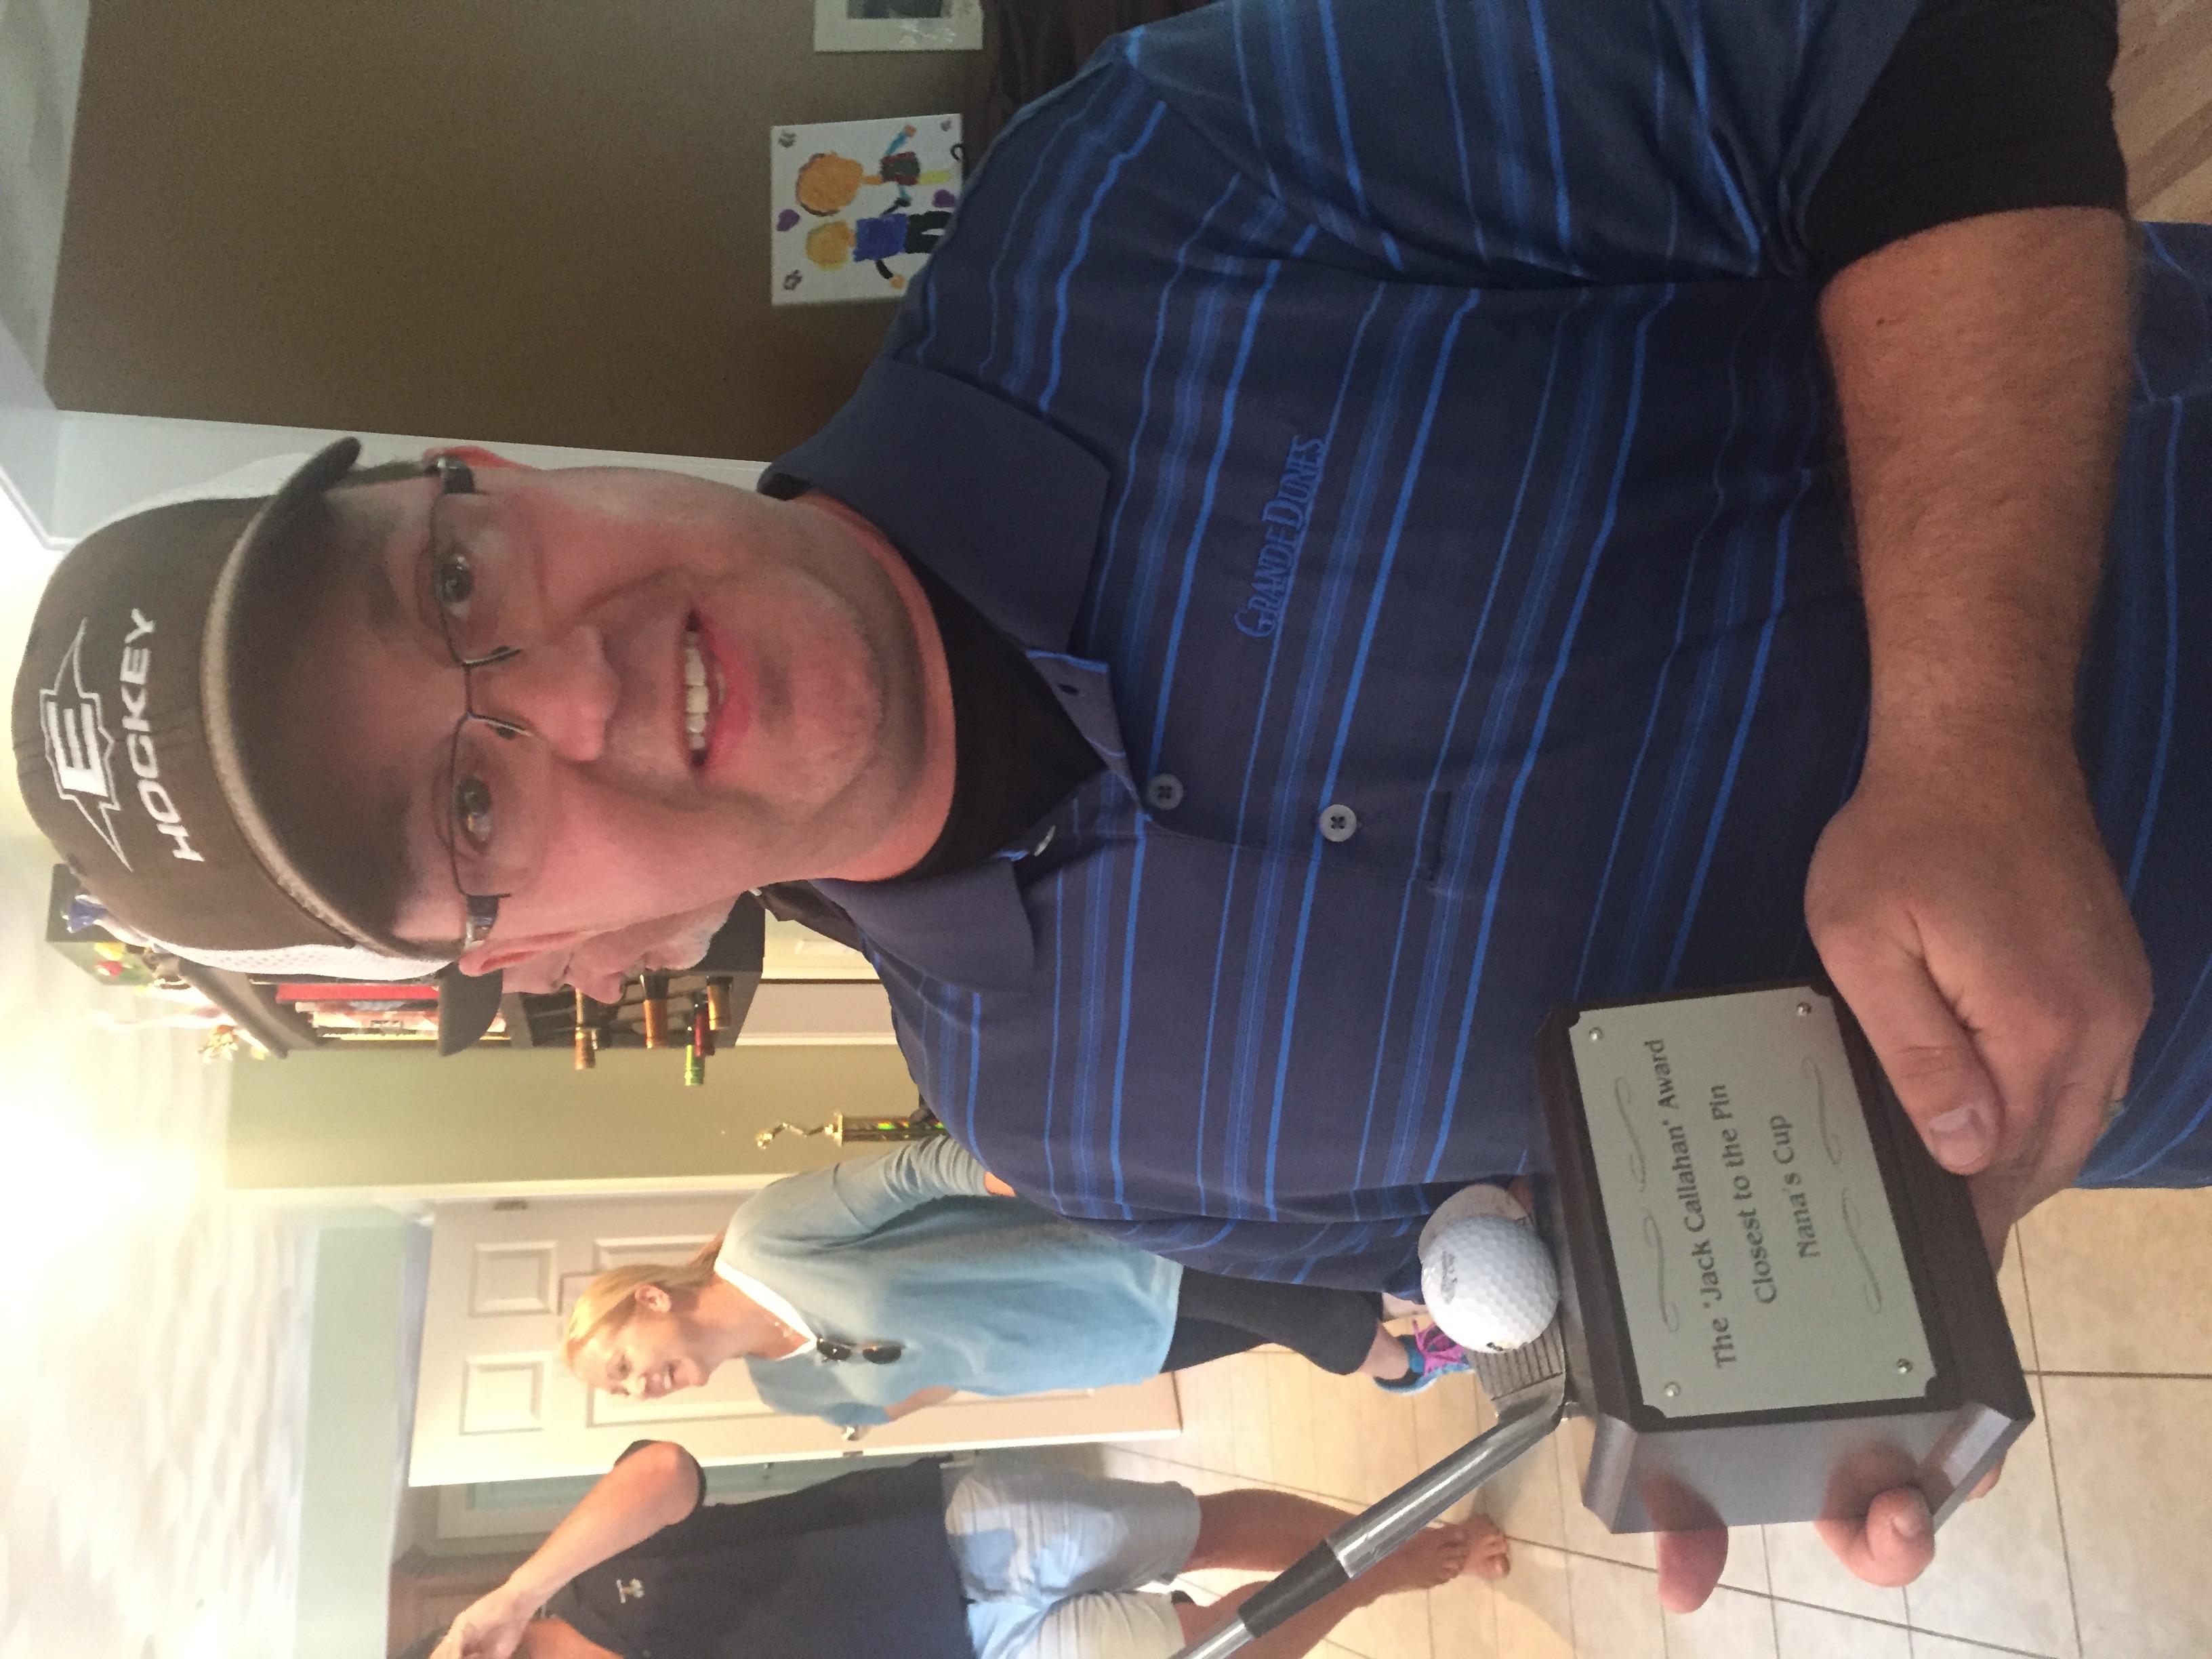 E
HOCKEY
GRANDE DUNES
The "Jack Callahan" Award
Closest to the Pin
Nana's Cup